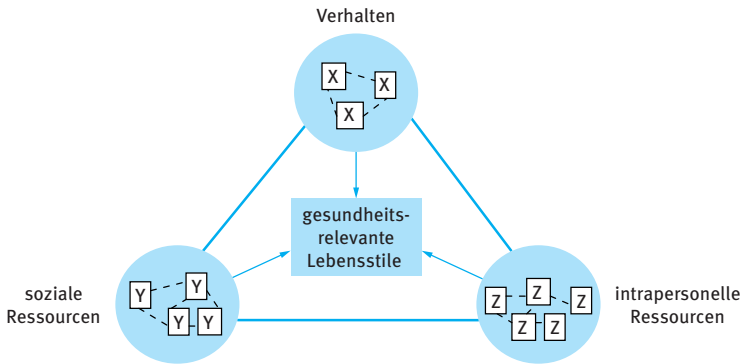 Verhalten
X X
X
gesundheits-
relevante
Lebensstile
soziale
Ressourcen
Y Y
Y Y
Z Z Z
Z Z
intrapersonelle
Ressourcen